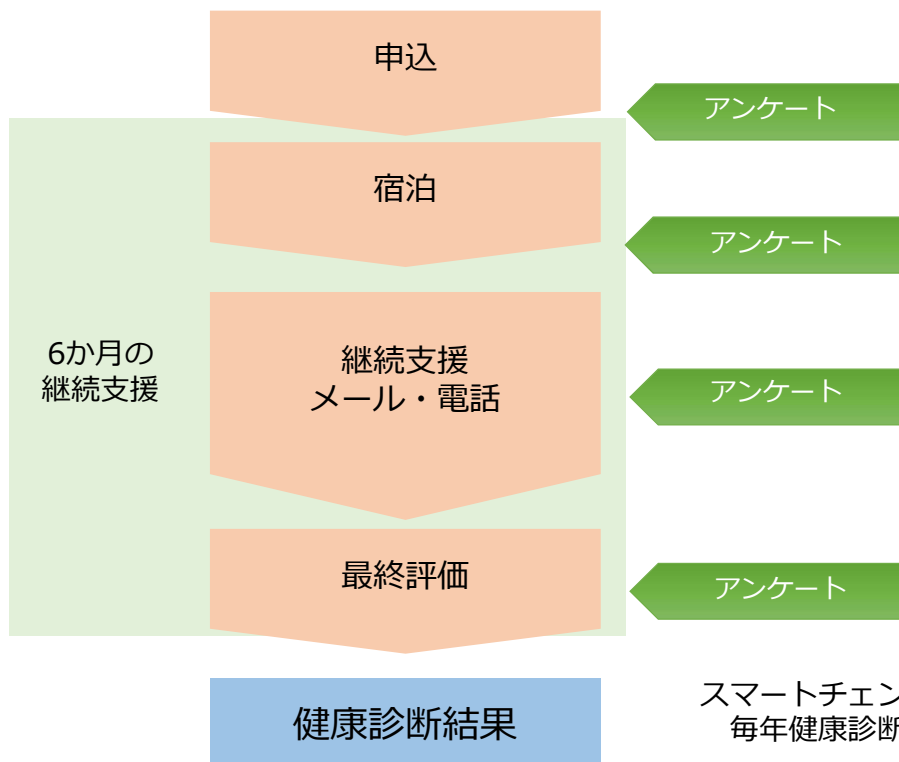 申込
アンケート
宿泊
アンケート
6か月の
継続支援
継続支援
メール・電話
アンケート
最終評価
アンケート
健康診断結果
スマートチェン
毎年健康診断